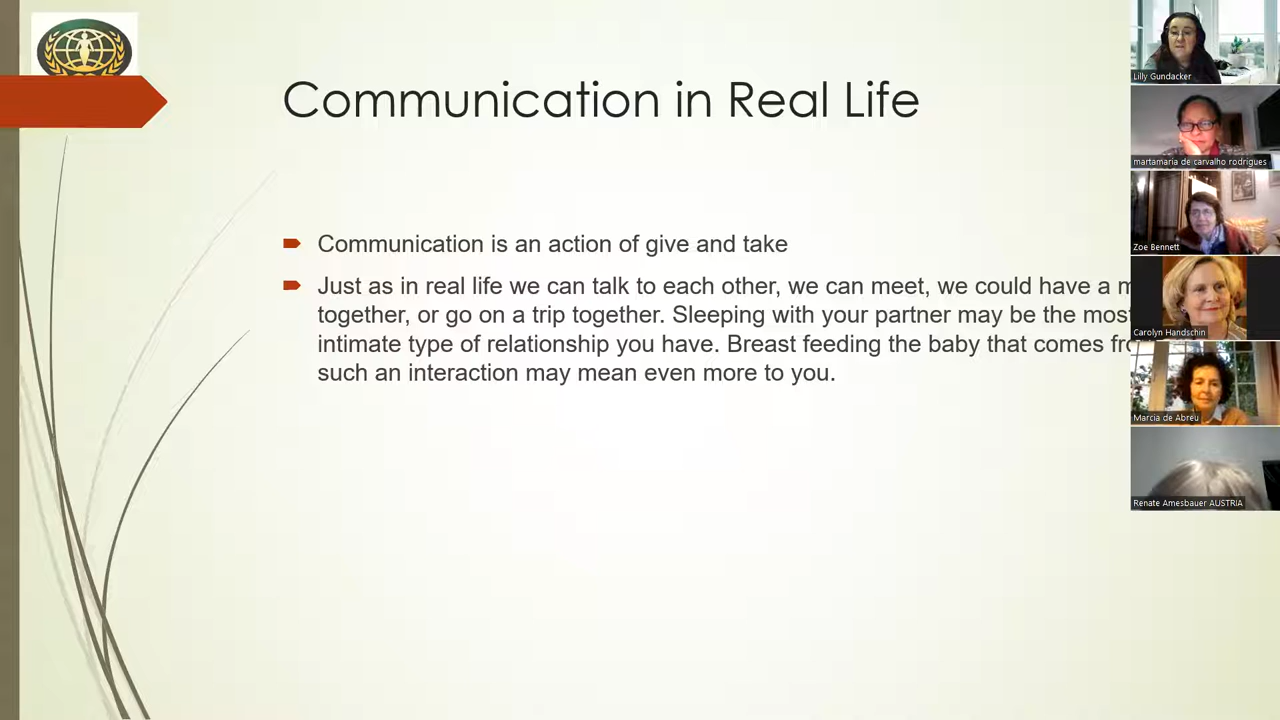 Communication in Real Life
Communication is an action of give and take
Just as in real life we can talk to each other, we can meet, we could have a
together, or go on a trip together. Sleeping with your partner may be the most
intimate type of relationship you have. Breast feeding the baby that comes
such an interaction may mean even more to you.
Lilly Gundacker
martamaria de carvalho rodrigues
Zoe Bennett
Carolyn Handschin
Marcia de Abreu
Renate Amesbauer AUSTRIA